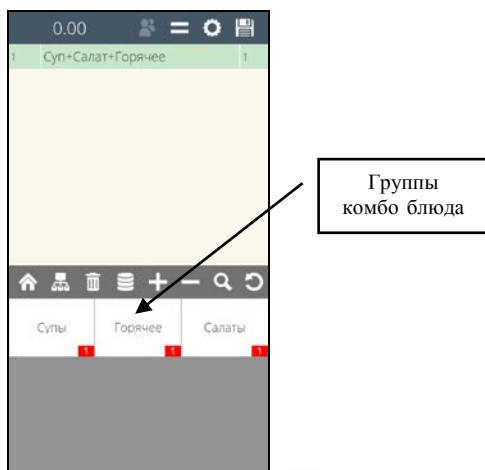 0.00
1 Суп+Салат+Горячее 1
Группы
комбо блюда
Супы Горячее Салаты
1 1 1